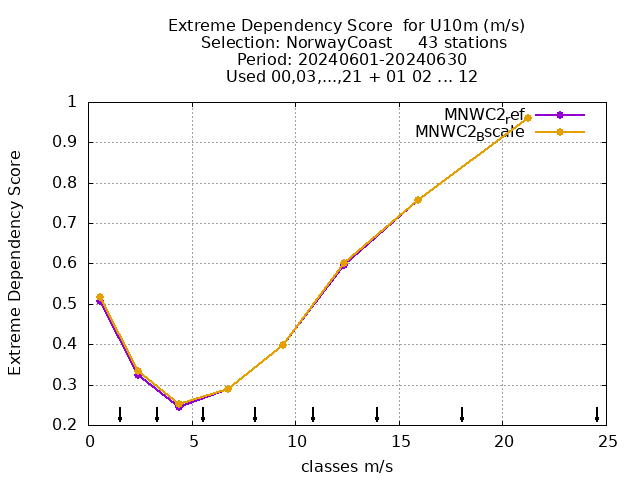 Extreme Dependency Score  for U10m (m/s)
Selection: NorwayCoast     43 stations
Period: 20240601-20240630
Used 00,03,...,21 + 01 02 ... 12
MNWC2ref
MNWC2Bscale
Extreme Dependency Score
1
0.9
0.8
0.7
0.6
0.5
0.4
0.3
0.2
0 5 10 15 20 25
classes m/s